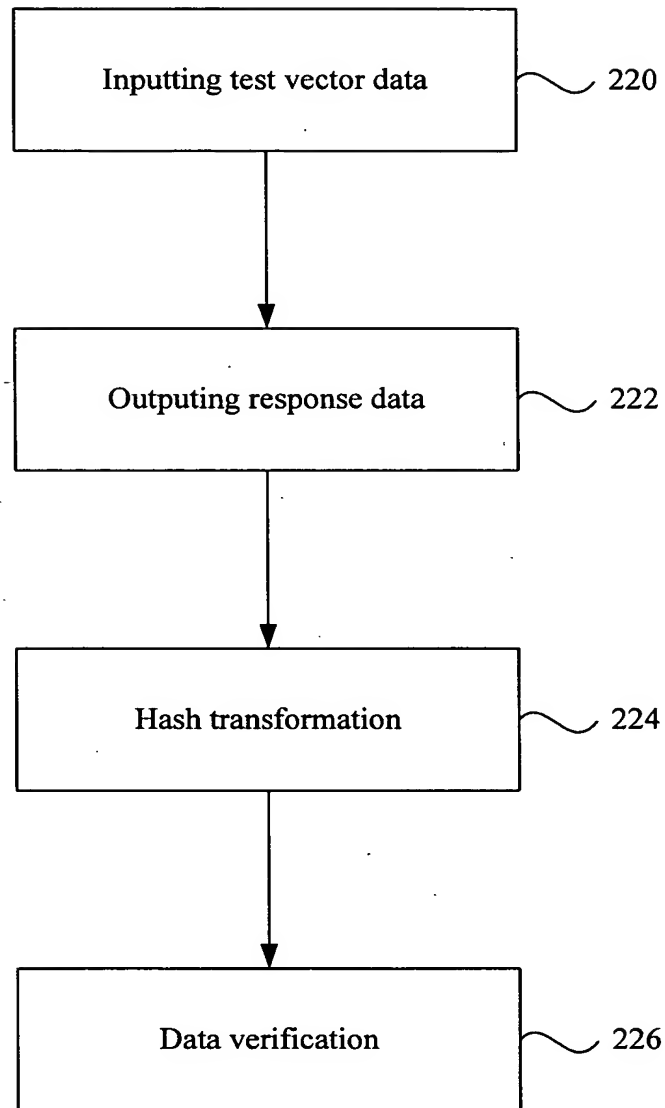 Inputting test vector data
220
Outputing response data
222
Hash transformation
224
Data verification
226